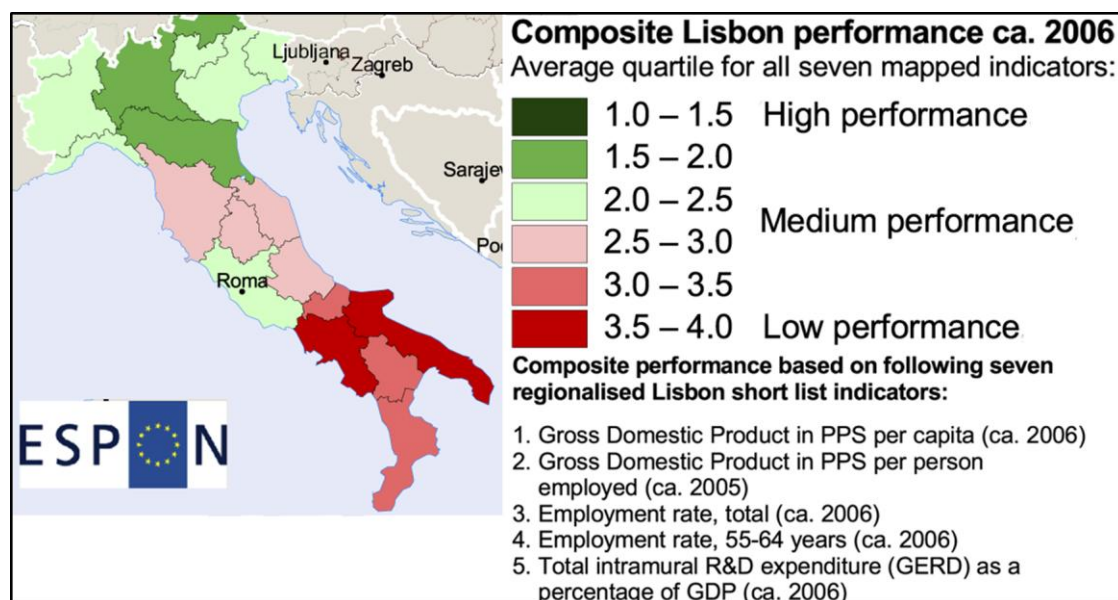 Composite Lisbon performance ca. 2006
Average quartile for all seven mapped indicators:
1.0 – 1.5 High performance
1.5 – 2.0
2.0 – 2.5
Medium performance
2.5 – 3.0
3.0 – 3.5
3.5 – 4.0 Low performance
Composite performance based on following seven
regionalised Lisbon short list indicators:
1. Gross Domestic Product in PPS per capita (ca. 2006)
2. Gross Domestic Product in PPS per person
employed (ca. 2005)
3. Employment rate, total (ca. 2006)
4. Employment rate, 55-64 years (ca. 2006)
5. Total intramural R&D expenditure (GERD) as a
percentage of GDP (ca. 2006)
Ljubljana
Zagreb
Sarajev
Po
Roma
ESPON